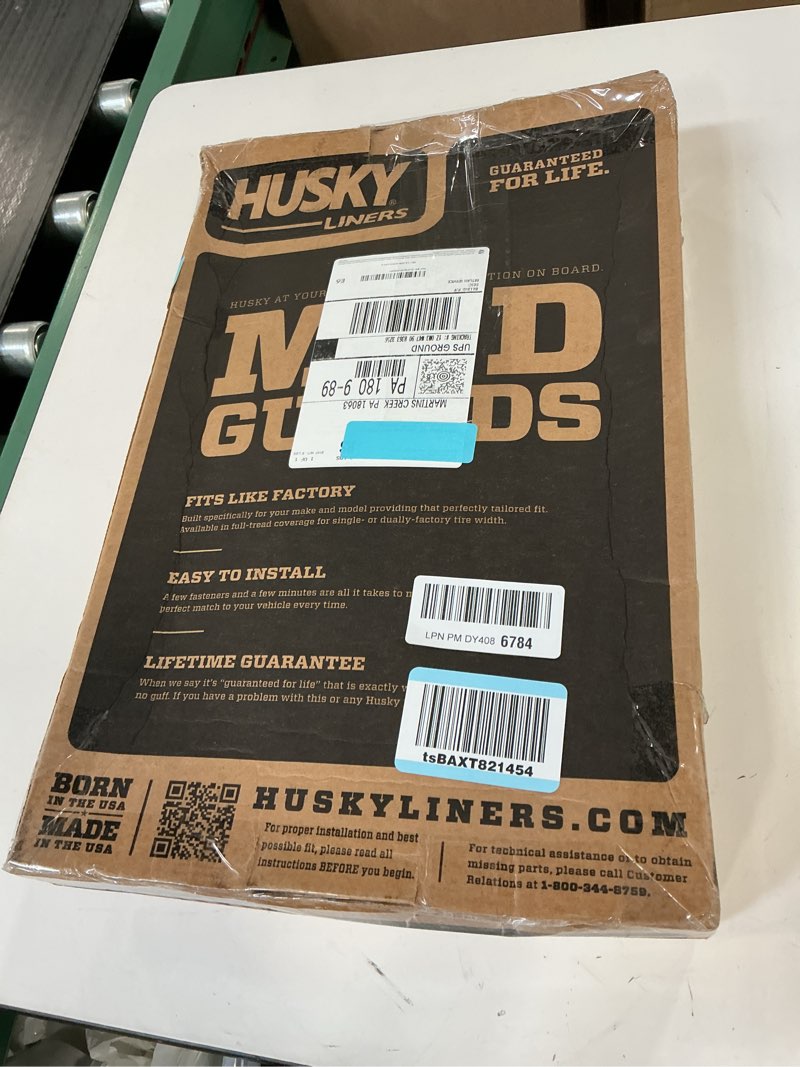 HUSKY
LINERS
GUARANTEED
FOR LIFE.
HUSKY AT YOUR
TION ON BOARD.
M D
GU DS
UPS GROUND
PA 180 9-89
MARTINS CREEK PA 18063
FITS LIKE FACTORY
Built specifically for your make and model providing that perfectly tailored fit.
Available in full-tread coverage for single- or dually-factory tire width.
EASY TO INSTALL
A few fasteners and a few minutes are all it takes to
perfect match to your vehicle every time.
LPN PM DY408 6784
LIFETIME GUARANTEE
When we say it's "guaranteed for life" that is exactly
no guff. If you have a problem with this or any Husky
tsBAXT821454
BORN
IN THE USA
MADE
IN THE USA
HUSKYLINERS.COM
For proper installation and best
possible fit, please read all
instructions BEFORE you begin.
For technical assistance or to obtain
missing parts, please call Customer
Relations at 1-800-344-8759.